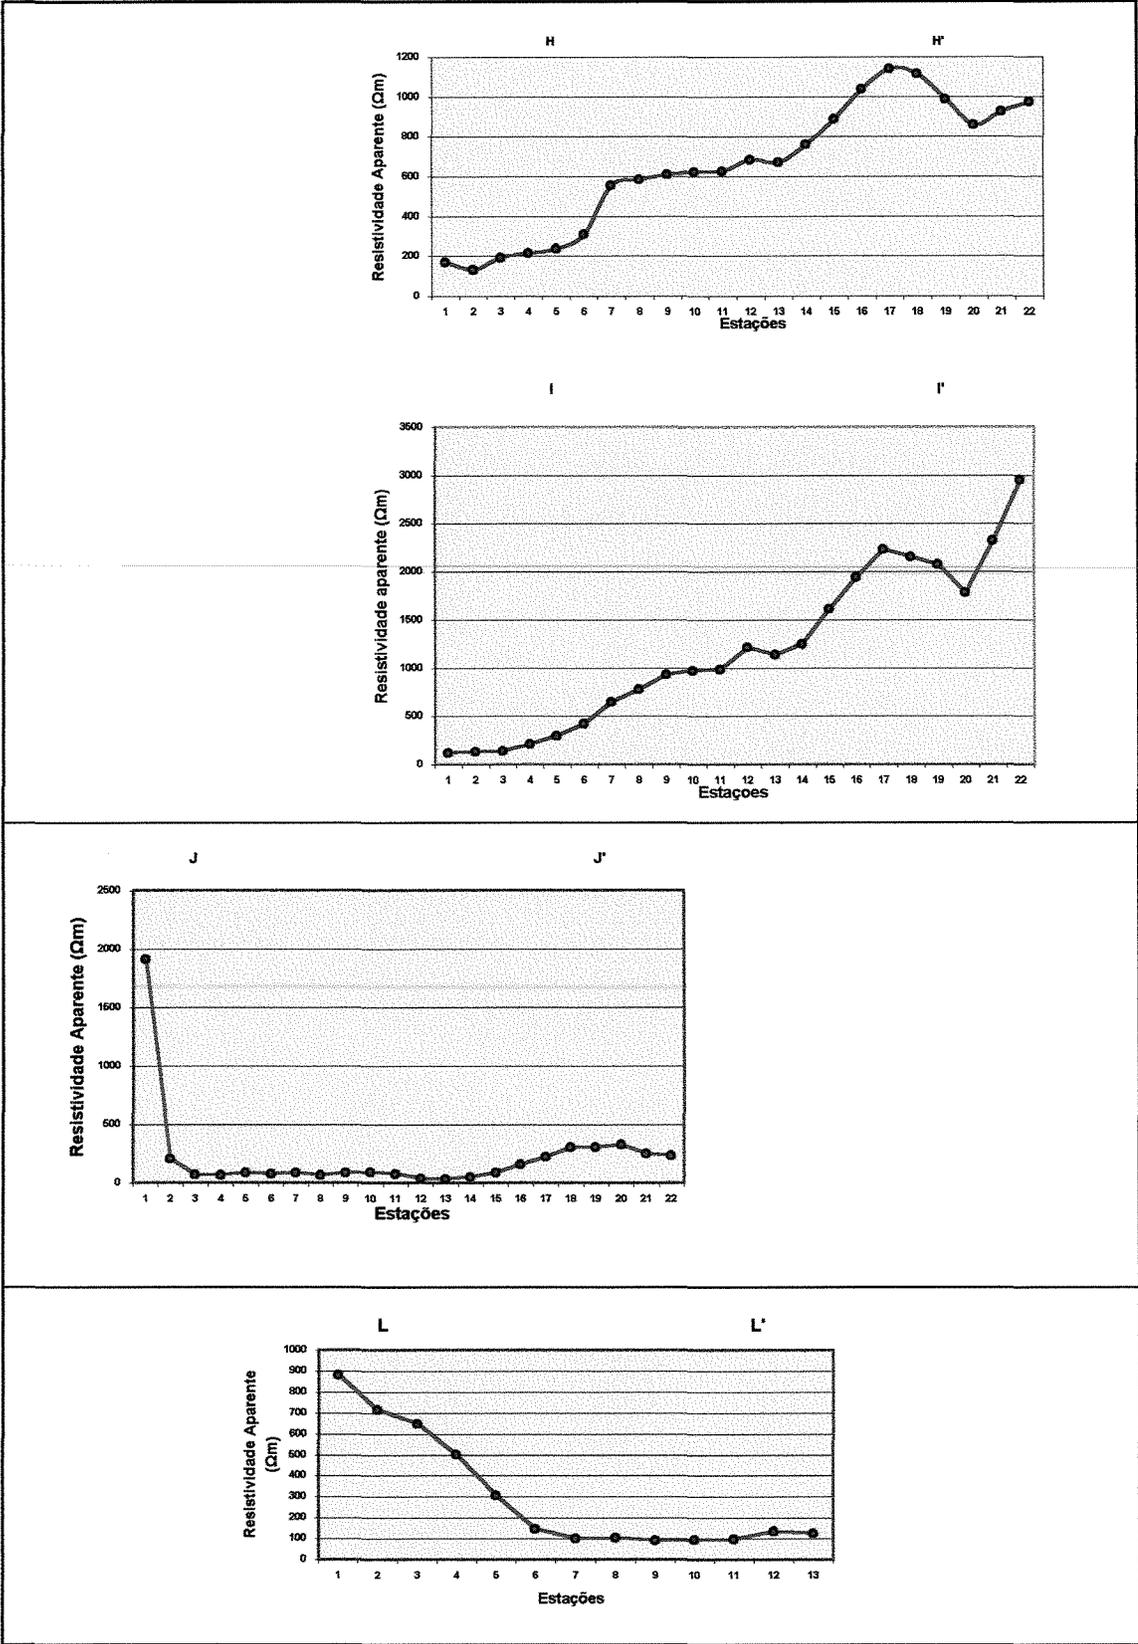 H H'
Resistividade Aparente (Ωm)
1200
1000
800
600
400
200
0
1 2 3 4 5 6 7 8 9 10 11 12 13 14 15 16 17 18 19 20 21 22
Estações
I I'
Resistividade aparente (Ωm)
3500
3000
2500
2000
1500
1000
500
0
1 2 3 4 5 6 7 8 9 10 11 12 13 14 15 16 17 18 19 20 21 22
Estaçoes
J J'
Resistividade Aparente (Ωm)
2500
2000
1500
1000
500
0
1 2 3 4 5 6 7 8 9 10 11 12 13 14 15 16 17 18 19 20 21 22
Estações
L L'
Resistividade Aparente
(Ωm)
1000
900
800
700
600
500
400
300
200
100
0
1 2 3 4 5 6 7 8 9 10 11 12 13
Estações